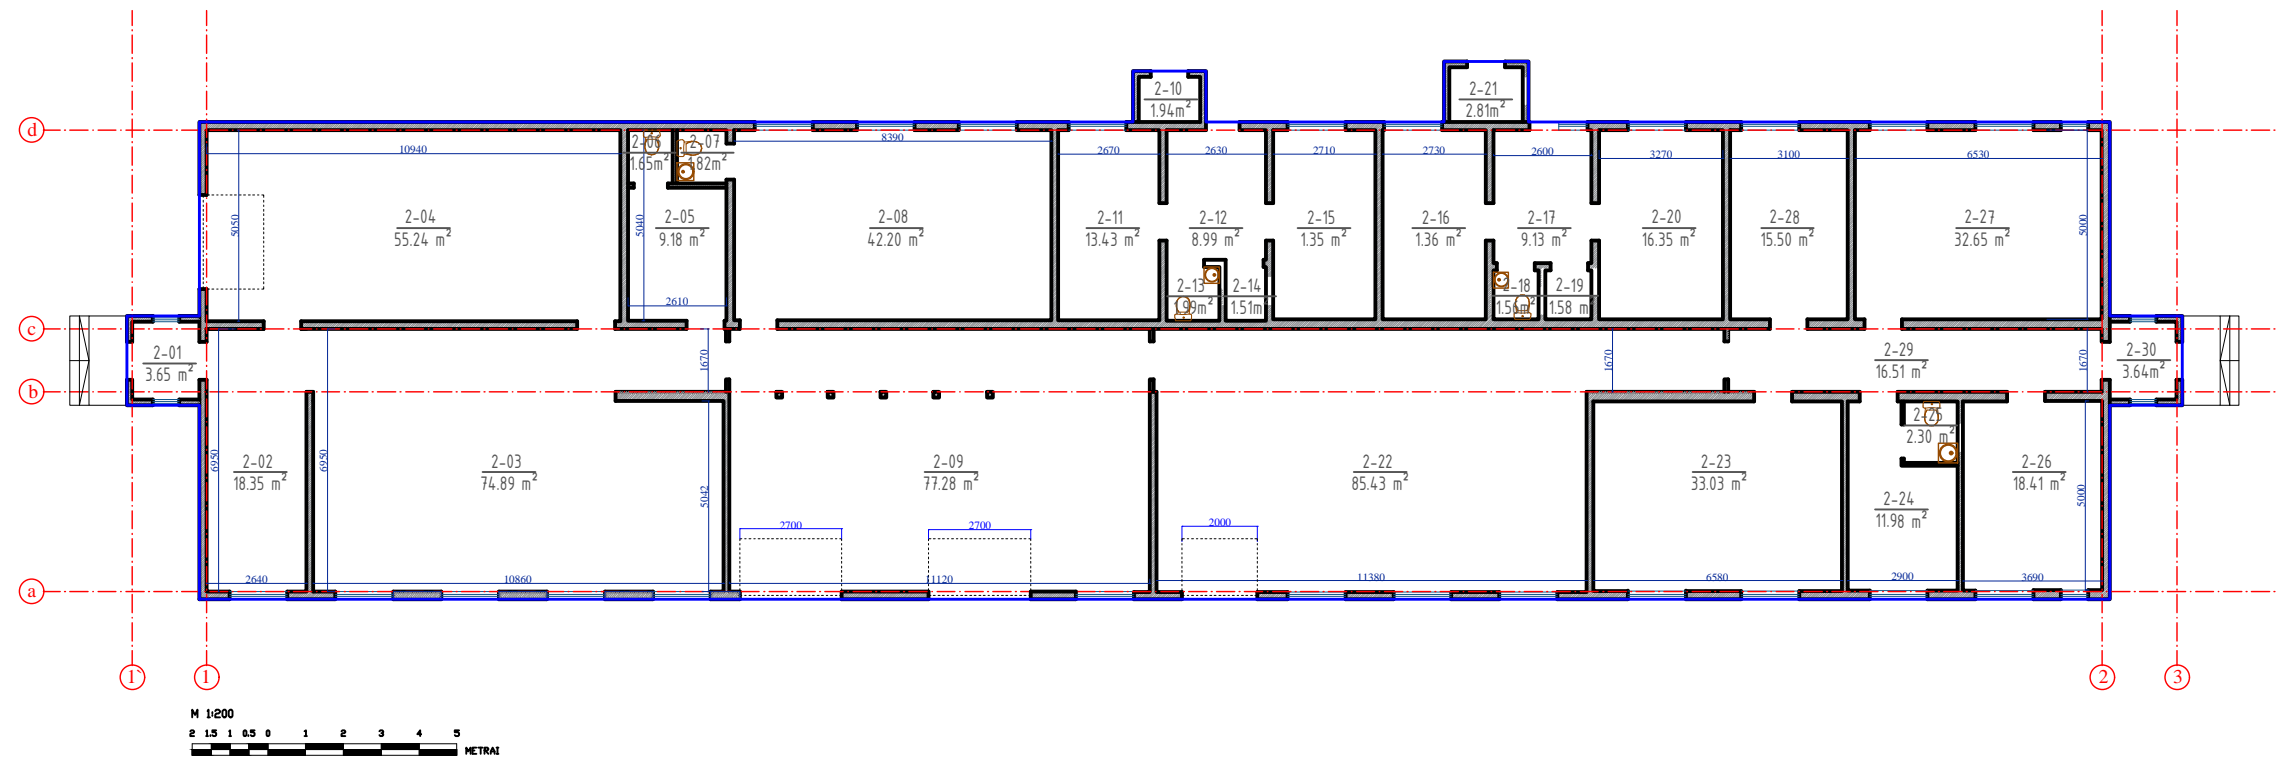 2-10
1.94m²
2-21
2.81m²
d
10940
2-06
1.65m²
2-07
1.82m²
8390
2670
2630
2710
2730
2600
3270
3100
6530
5050
5040
5000
2-04
55.24 m²
2-05
9.18 m²
2-08
42.20 m²
2-11
13.43 m²
2-12
8.99 m²
2-15
1.35 m²
2-16
1.36 m²
2-17
9.13 m²
2-20
16.35 m²
2-28
15.50 m²
2-27
32.65 m²
2-13
1.99m²
2-14
1.51m²
2-18
1.56m²
2-19
1.58 m²
2610
c
2-01
3.65 m²
1670
1670
2-29
16.51 m²
1670
2-30
3.64m²
b
6950
6950
5042
5000
2-02
18.35 m²
2-03
74.89 m²
2-09
77.28 m²
2-22
85.43 m²
2-23
33.03 m²
2-25
2.30 m²
2-24
11.98 m²
2-26
18.41 m²
2700
2700
2000
a
2640
10860
11120
11380
6580
2900
3690
1`
1
2
3
M 1:200
2 1.5 1 0.5 0 1 2 3 4 5
METRAI